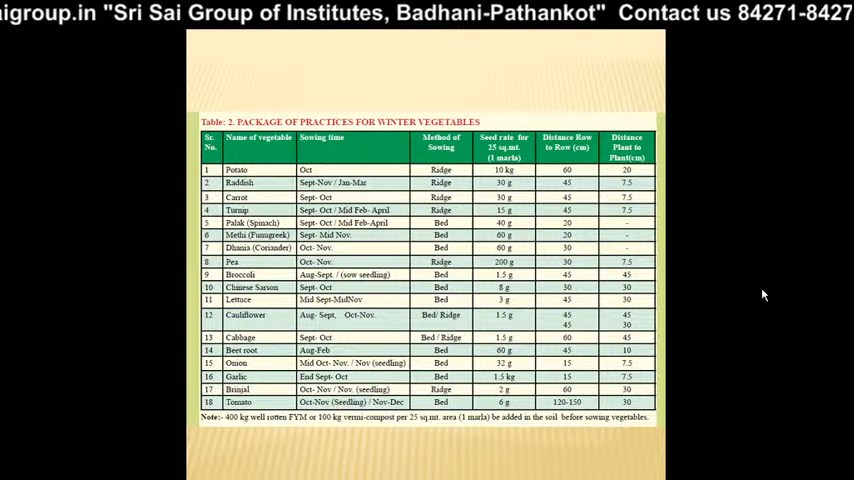 aigroup.in "Sri Sai Group of Institutes, Badhani-Pathankot"  Contact us 84271-8427
Table: 2. PACKAGE OF PRACTICES FOR WINTER VEGETABLES
Sr. No. Name of vegetable Sowing time Method of Sowing Seed rate for 25 sq.mt. (1 marla) Distance Row to Row (cm) Distance Plant to Plant(cm)
1 Potato Oct Ridge 10 kg 60 20
2 Raddish Sept-Nov / Jan-Mar Ridge 30 g 45 7.5
3 Carrot Sept- Oct Ridge 30 g 45 7.5
4 Turnip Sept- Oct / Mid Feb- April Ridge 15 g 45 7.5
5 Palak (Spinach) Sept- Oct / Mid Feb-April Bed 40 g 20 -
6 Methi (Funugreek) Sept- Mid Nov. Bed 60 g 20 -
7 Dhania (Coriander) Oct- Nov. Bed 60 g 30 -
8 Pea Oct- Nov. Ridge 200 g 30 7.5
9 Broccoli Aug-Sept. / (sow seedling) Bed 1.5 g 45 45
10 Chinese Sarson Sept- Oct Bed 8 g 30 30
11 Lettuce Mid Sept-MidNov Bed 3 g 45 30
12 Cauliflower Aug- Sept, Oct-Nov. Bed/ Ridge 1.5 g 45 45
45 30
13 Cabbage Sept- Oct Bed / Ridge 1.5 g 60 45
14 Beet root Aug-Feb Bed 60 g 45 10
15 Onion Mid Oct- Nov. / Nov (seedling) Bed 32 g 15 7.5
16 Garlic End Sept- Oct Bed 1.5 kg 15 7.5
17 Brinjal Oct- Nov / Nov. (seedling) Ridge 2 g 60 30
18 Tomato Oct-Nov (Seedling) / Nov-Dec Bed 6 g 120-150 30
Note:- 400 kg well rotten FYM or 100 kg vermi-compost per 25 sq.mt. area (1 marla) be added in the soil before sowing vegetables.